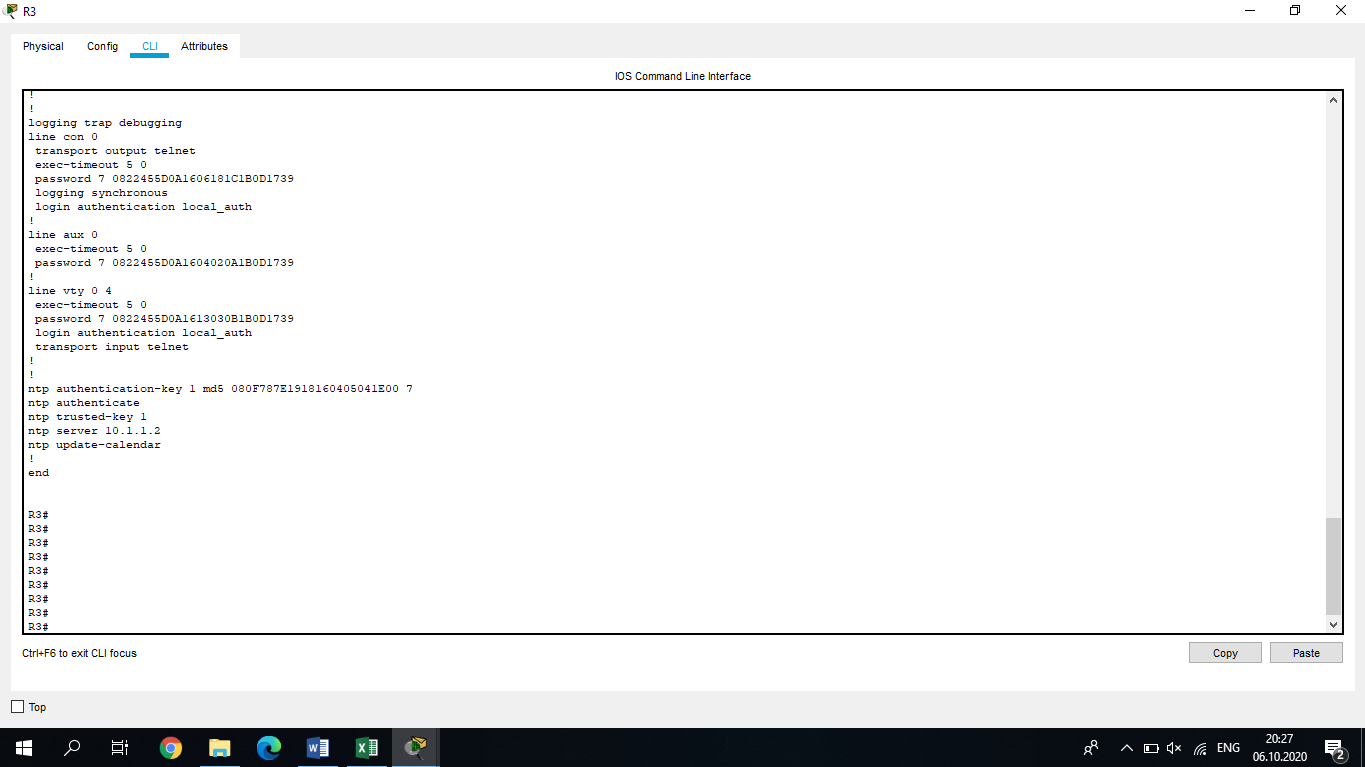 R3
Physical Config CLI Attributes
IOS Command Line Interface
!
!
logging trap debugging
line con 0
transport output telnet
exec-timeout 5 0
password 7 0822455D0A1606181C1B0D1739
logging synchronous
login authentication local_auth
!
line aux 0
exec-timeout 5 0
password 7 0822455D0A1604020A1B0D1739
!
line vty 0 4
exec-timeout 5 0
password 7 0822455D0A1613030B1B0D1739
login authentication local_auth
transport input telnet
!
!
ntp authentication-key 1 md5 080F787E1918160405041E00 7
ntp authenticate
ntp trusted-key 1
ntp server 10.1.1.2
ntp update-calendar
!
end
R3#
R3#
R3#
R3#
R3#
R3#
R3#
R3#
R3#
Ctrl+F6 to exit CLI focus
Copy Paste
Top
ENG
20:27
06.10.2020
2